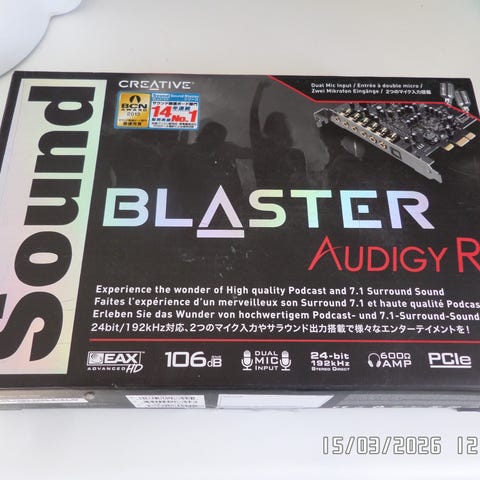 Sound
CREATIVE
BCN
AWARD
2013
14年連続
No.1
Dual Mic Input / Entrée à double micro /
Zwei Mikrofon Eingänge / 2つのマイク入力搭載
BLASTER
AUDIGY R
Experience the wonder of High quality Podcast and 7.1 Surround Sound
Faites l'expérience d'un merveilleux son Surround 7.1 et haute qualité Podcas
Erleben Sie das Wunder von hochwertigem Podcast- und 7.1-Surround-Sound
24bit/192kHz対応、2つのマイク入力やサラウンド出力搭載で様々なエンターテイメントを!
EAX
ADVANCED HD
106dB
DUAL
MIC
INPUT
24-bit
192kHz
STEREO DIRECT
600Ω
AMP
PCIe
15/03/2026 12